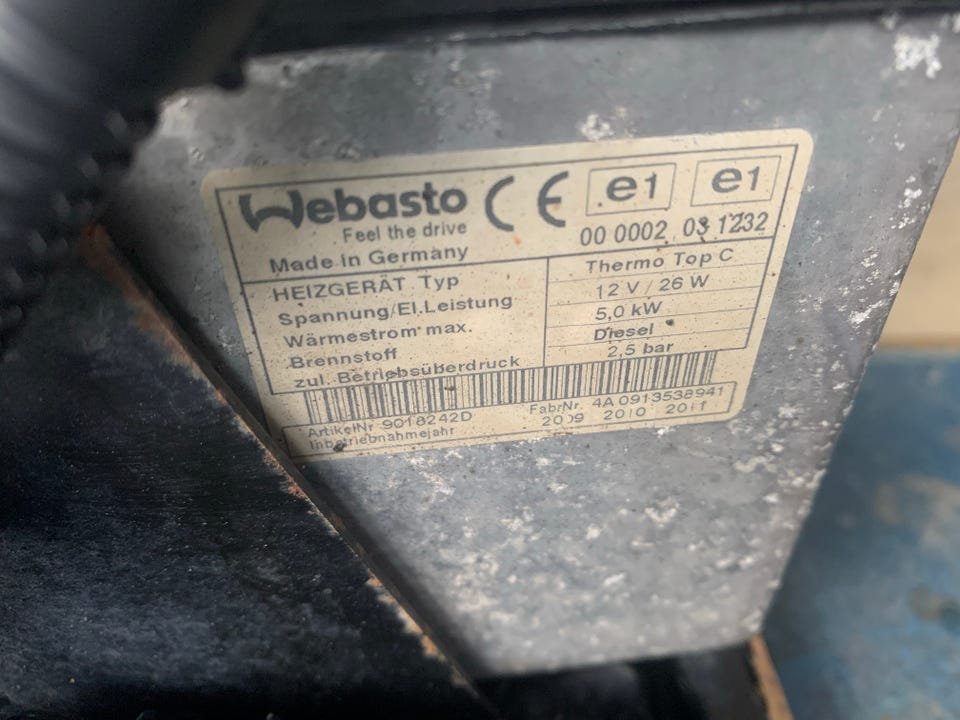 Webasto CE e1 e1
Feel the drive 00 0002 03 1232
Made in Germany
HEIZGERÄT Typ Thermo Top C
Spannung/El.Leistung 12 V / 26 W
Wärmestrom max. 5,0 kW
Brennstoff Diesel
zul. Betriebsüberdruck 2,5 bar
ArtikelNr 9018242D FabrNr. 4A 0913538941
Inbetriebnahmejahr 2009 2010 2011